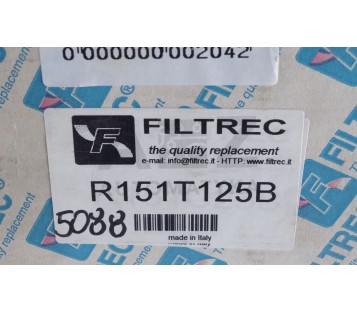 0 000000 002042
FILTREC
the quality replacement
e-mail: info@filtrec.it - HTTP: www.filtrec.it
R151T125B
5088
made in Italy